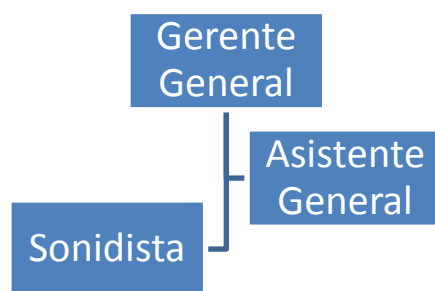 Gerente
General
Asistente
General
Sonidista